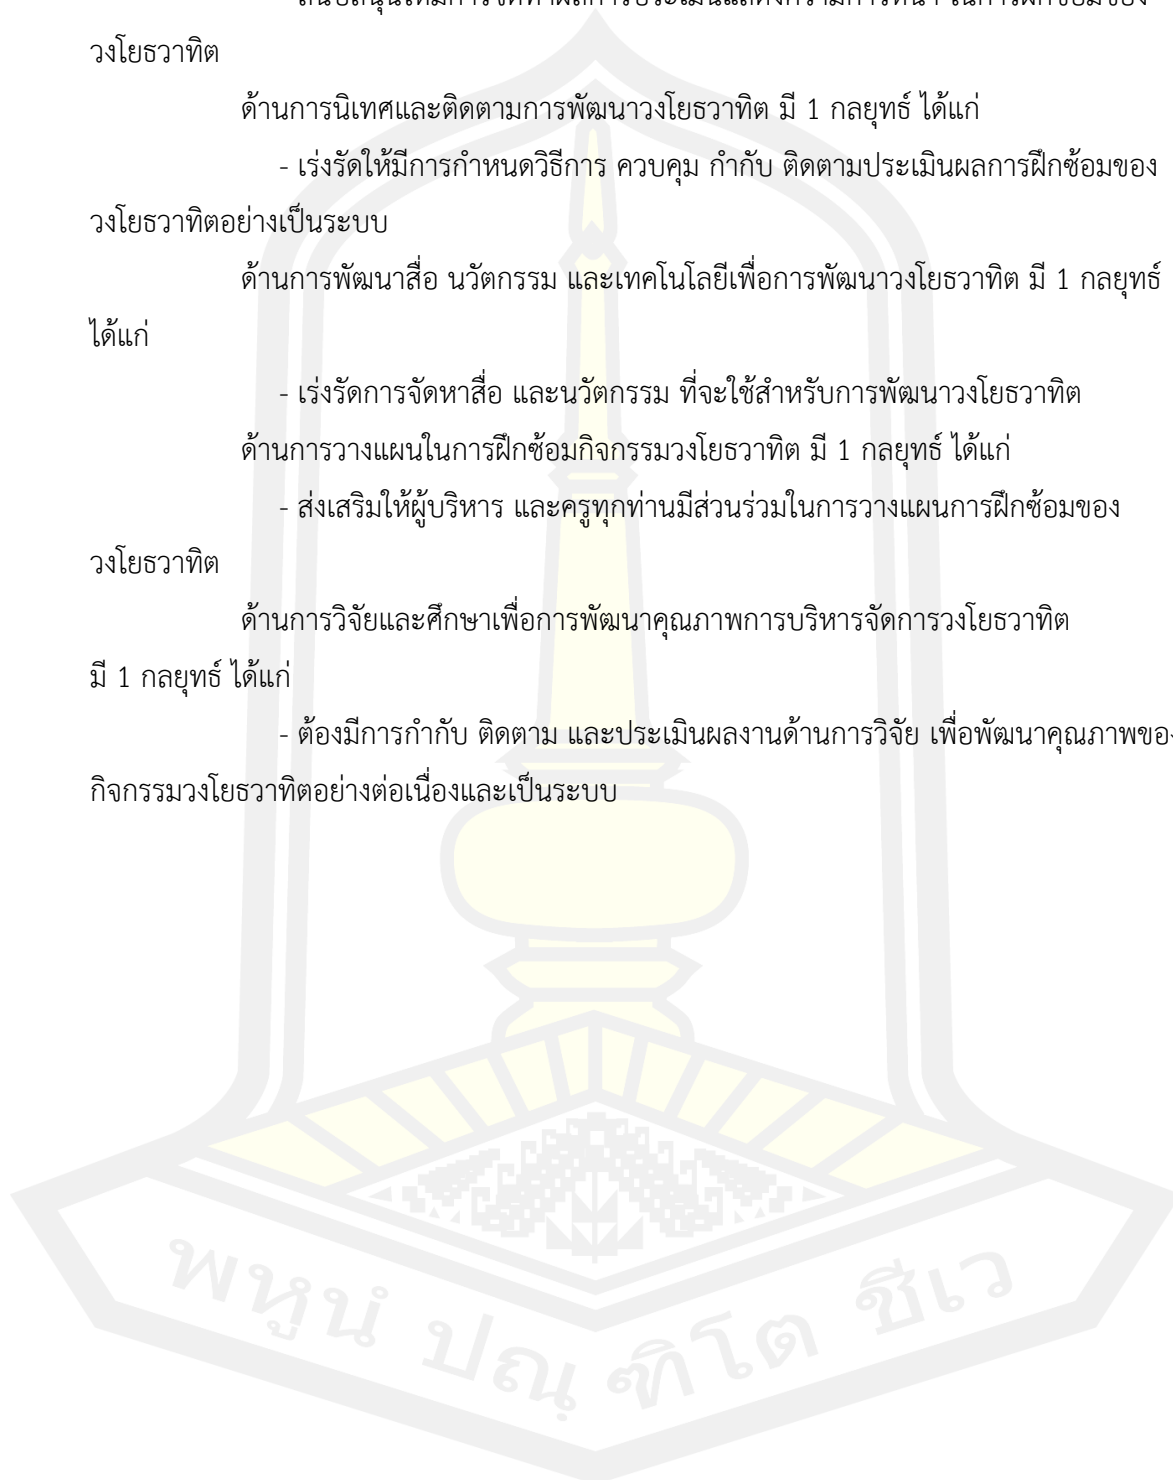 วงโยธวาทิต
ด้านการนิเทศและติดตามการพัฒนาวงโยธวาทิต มี 1 กลยุทธ์ ได้แก่
- เร่งรัดให้มีการกำหนดวิธีการ ควบคุม กำกับ ติดตามประเมินผลการฝึกซ้อมของ
วงโยธวาทิตอย่างเป็นระบบ
ด้านการพัฒนาสื่อ นวัตกรรม และเทคโนโลยีเพื่อการพัฒนาวงโยธวาทิต มี 1 กลยุทธ์
ได้แก่
- เร่งรัดการจัดหาสื่อ และนวัตกรรม ที่จะใช้สำหรับการพัฒนาวงโยธวาทิต
ด้านการวางแผนในการฝึกซ้อมกิจกรรมวงโยธวาทิต มี 1 กลยุทธ์ ได้แก่
- ส่งเสริมให้ผู้บริหาร และครูทุกท่านมีส่วนร่วมในการวางแผนการฝึกซ้อมของ
วงโยธวาทิต
ด้านการวิจัยและศึกษาเพื่อการพัฒนาคุณภาพการบริหารจัดการวงโยธวาทิต
มี 1 กลยุทธ์ ได้แก่
- ต้องมีการกำกับ ติดตาม และประเมินผลงานด้านการวิจัย เพื่อพัฒนาคุณภาพของ
กิจกรรมวงโยธวาทิตอย่างต่อเนื่องและเป็นระบบ
พหูนํ ปณฺฑิโต ชีเว